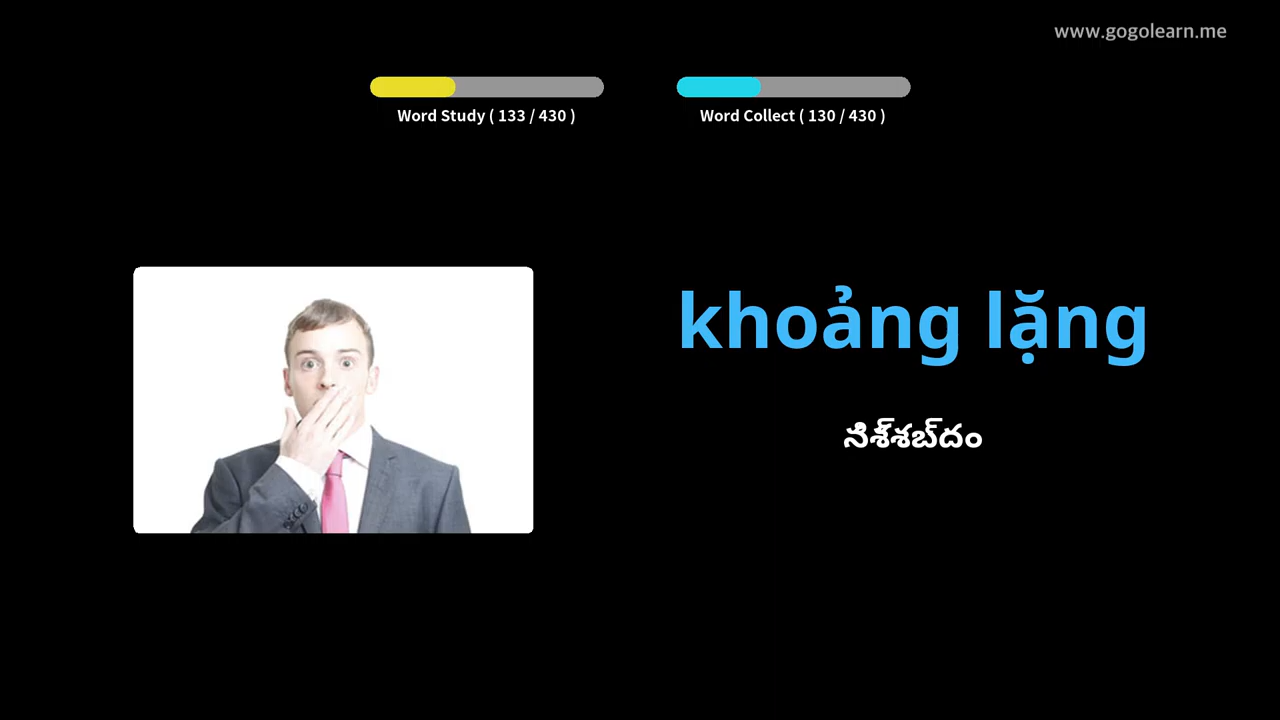 www.gogolearn.me
Word Study ( 133 / 430 )
Word Collect ( 130 / 430 )
khoảng lặng
నిశ్శబ్దం